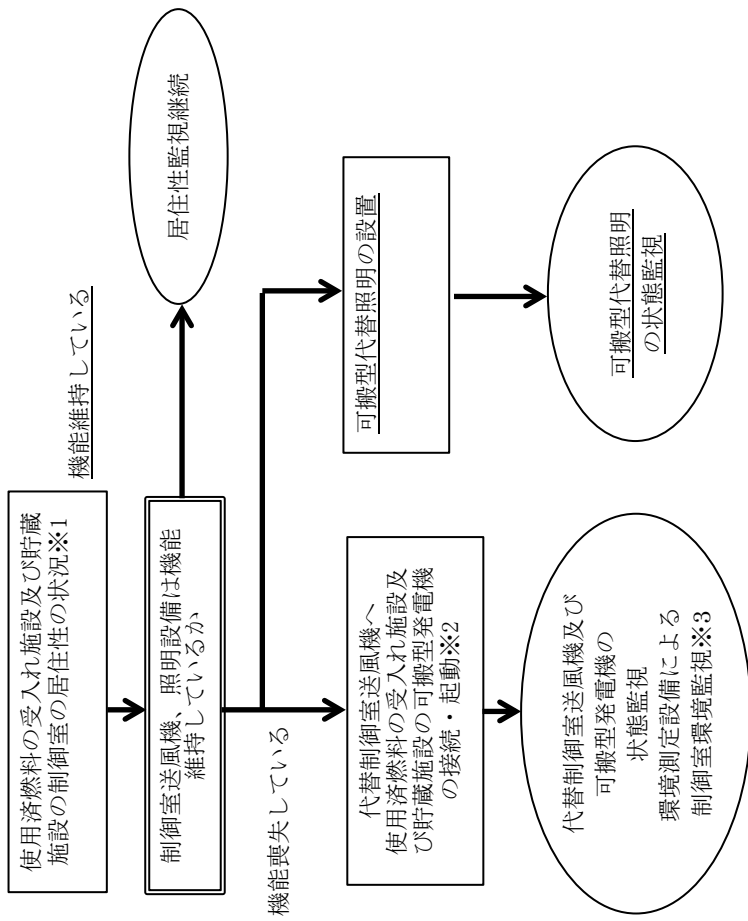 使用済燃料の受入れ施設及び貯蔵
施設の制御室の居住性の状況※1
制御室送風機、照明設備は機能
維持しているか
機能維持している
居住性監視継続
機能喪失している
代替制御室送風機へ
使用済燃料の受入れ施設及
び貯蔵施設の可搬型発電機
の接続・起動※2
可搬型代替照明の設置
代替制御室送風機及び
可搬型発電機の
状態監視
環境測定設備による
制御室環境監視※3
可搬型代替照明
の状態監視